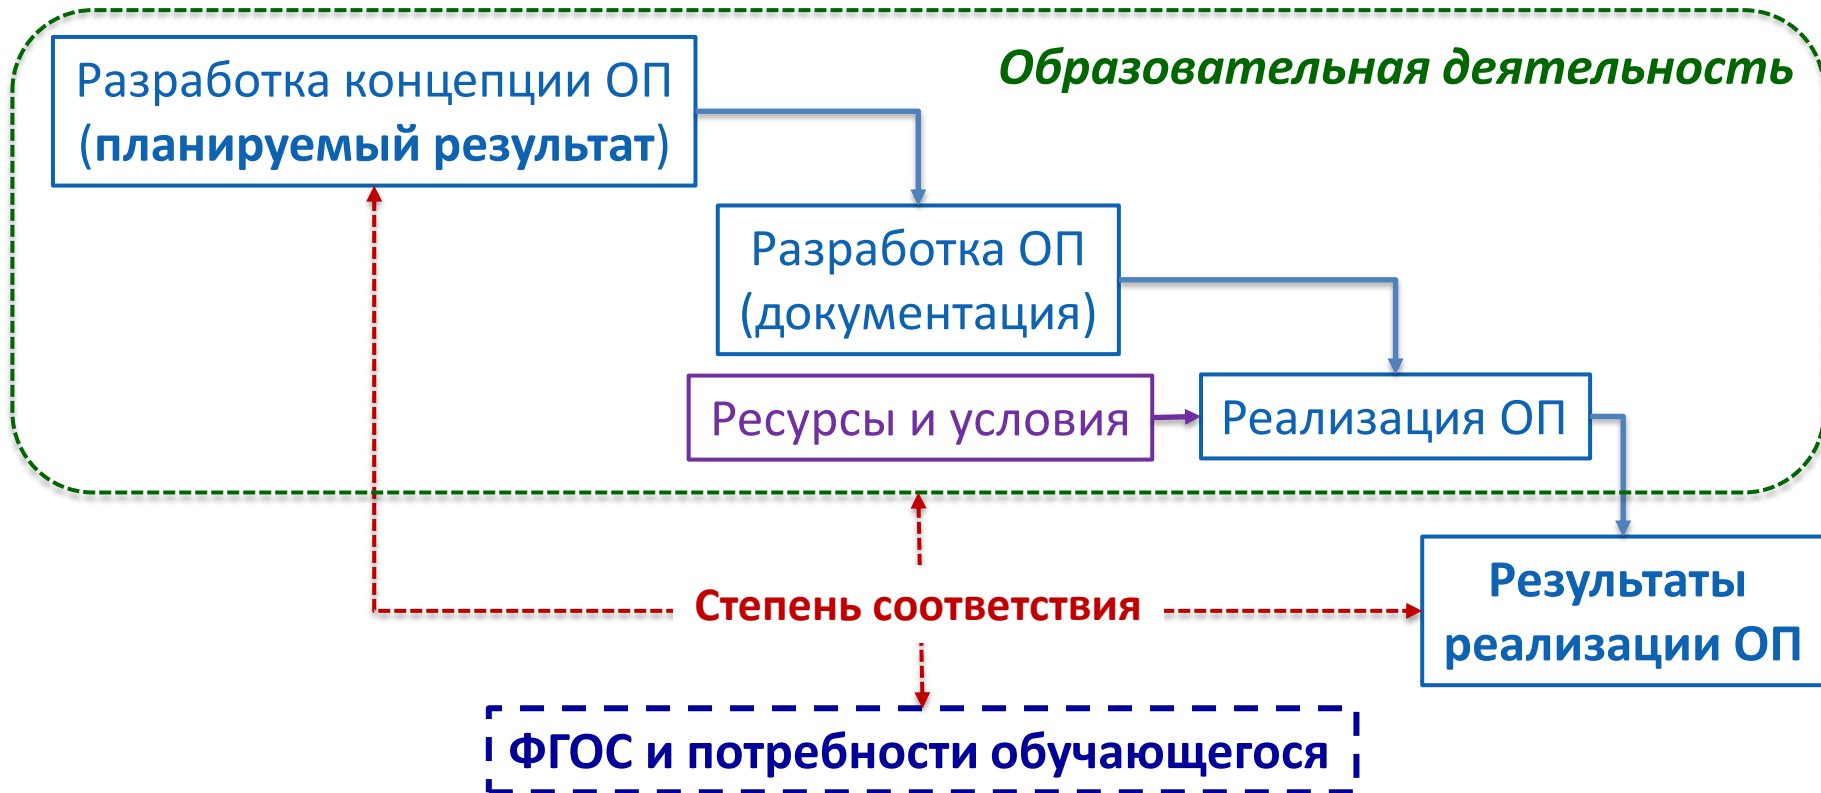 Образовательная деятельность
Разработка концепции ОП
(планируемый результат)
Разработка ОП
(документация)
Ресурсы и условия
Реализация ОП
Степень соответствия
Результаты
реализации ОП
ФГОС и потребности обучающегося